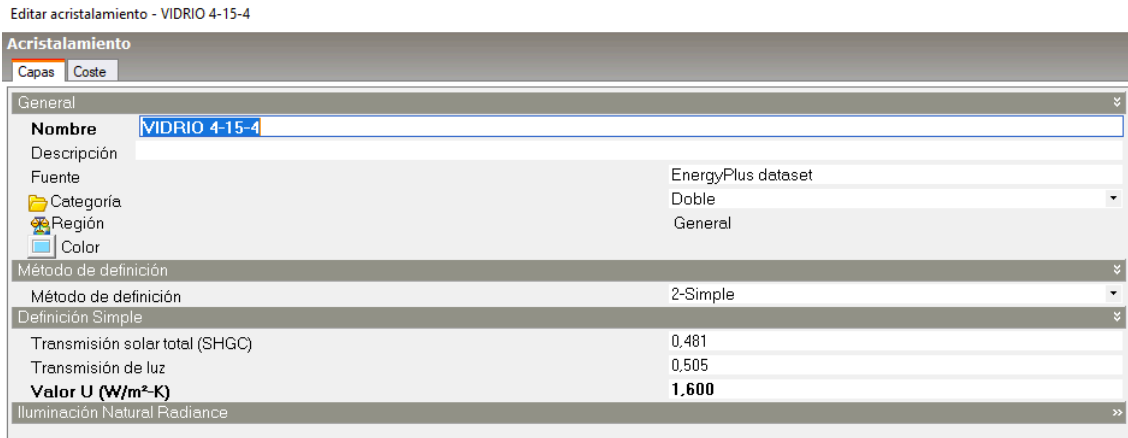 Editar acristalamiento - VIDRIO 4-15-4
Acristalamiento
Capas Coste
General
Nombre VIDRIO 4-15-4
Descripción
Fuente EnergyPlus dataset
Categoría Doble
Región General
Color
Método de definición
Método de definición 2-Simple
Definición Simple
Transmisión solar total (SHGC) 0,481
Transmisión de luz 0,505
Valor U (W/m²-K) 1,600
Iluminación Natural Radiance